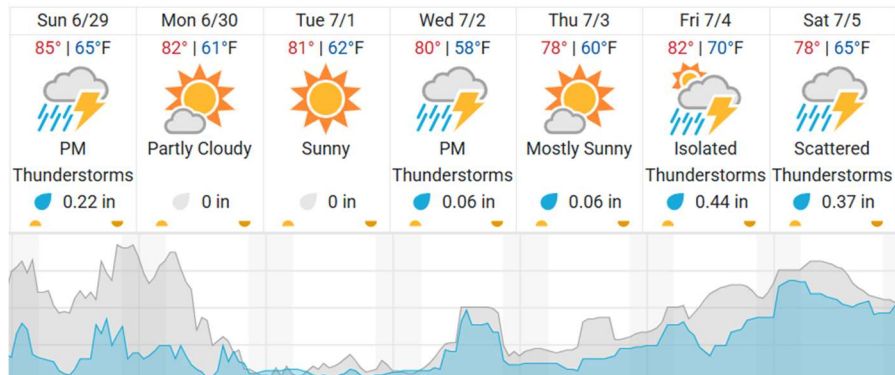 Sun 6/29 Mon 6/30 Tue 7/1 Wed 7/2 Thu 7/3 Fri 7/4 Sat 7/5
85° | 65°F 82° | 61°F 81° | 62°F 80° | 58°F 78° | 60°F 82° | 70°F 78° | 65°F
PM Partly Cloudy Sunny PM Mostly Sunny Isolated Scattered
Thunderstorms Thunderstorms Thunderstorms Thunderstorms
0.22 in 0 in 0 in 0.06 in 0.06 in 0.44 in 0.37 in